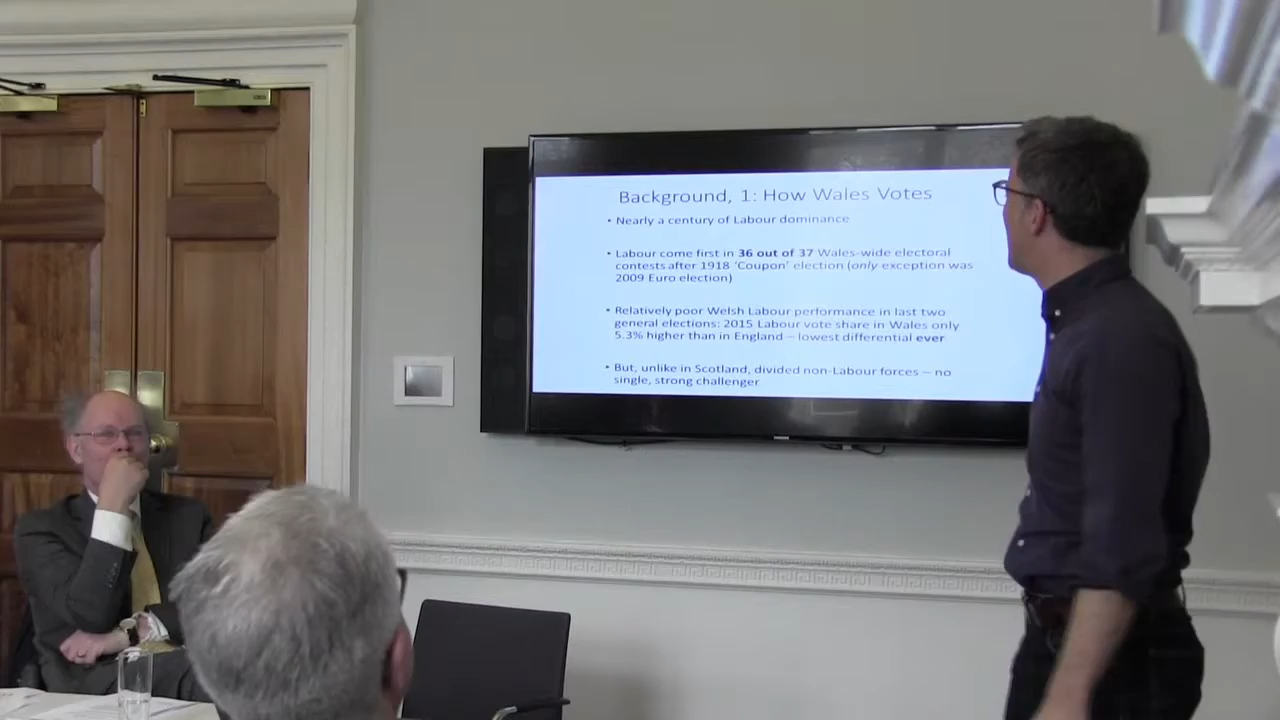 Background, 1: How Wales Votes
• Nearly a century of Labour dominance
• Labour come first in 36 out of 37 Wales-wide electoral
contests after 1918 'Coupon' election (only exception was
2009 Euro election)
• Relatively poor Welsh Labour performance in last two
general elections: 2015 Labour vote share in Wales only
5.3% higher than in England – lowest differential ever
• But, unlike in Scotland, divided non-Labour forces – no
single, strong challenger